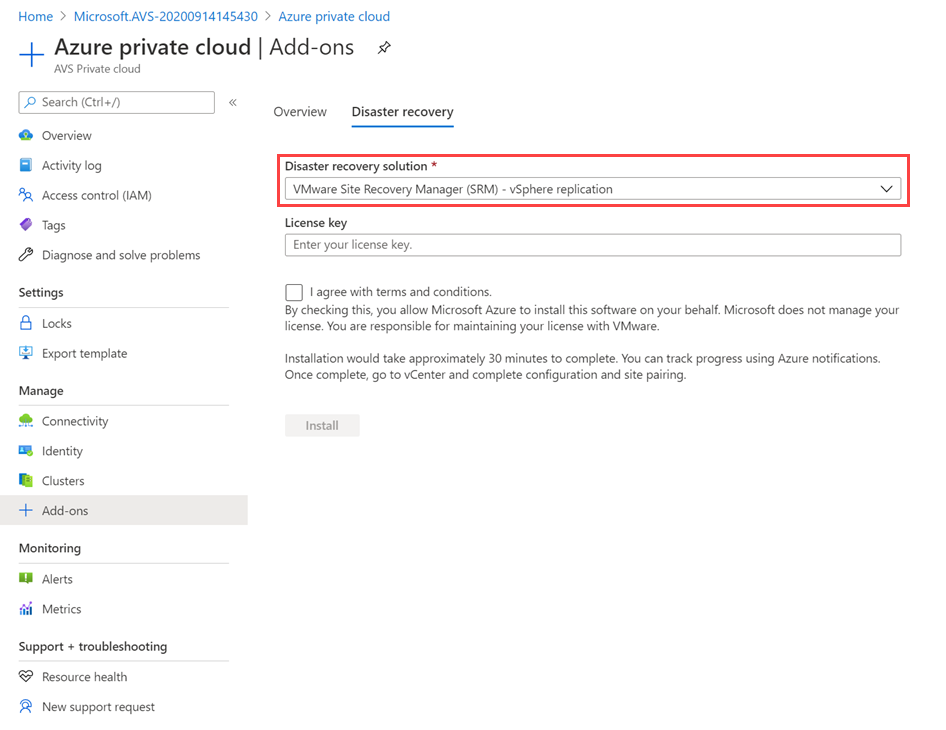 Home > Microsoft.AVS-20200914145430 > Azure private cloud
Azure private cloud | Add-ons
AVS Private cloud
Search (Ctrl+/)
«
Overview
Activity log
Access control (IAM)
Tags
Diagnose and solve problems
Settings
Locks
Export template
Manage
Connectivity
Identity
Clusters
Add-ons
Monitoring
Alerts
Metrics
Support + troubleshooting
Resource health
New support request
Overview Disaster recovery
Disaster recovery solution *
VMware Site Recovery Manager (SRM) - vSphere replication
License key
Enter your license key.
I agree with terms and conditions.
By checking this, you allow Microsoft Azure to install this software on your behalf. Microsoft does not manage your
license. You are responsible for maintaining your license with VMware.
Installation would take approximately 30 minutes to complete. You can track progress using Azure notifications.
Once complete, go to vCenter and complete configuration and site pairing.
Install